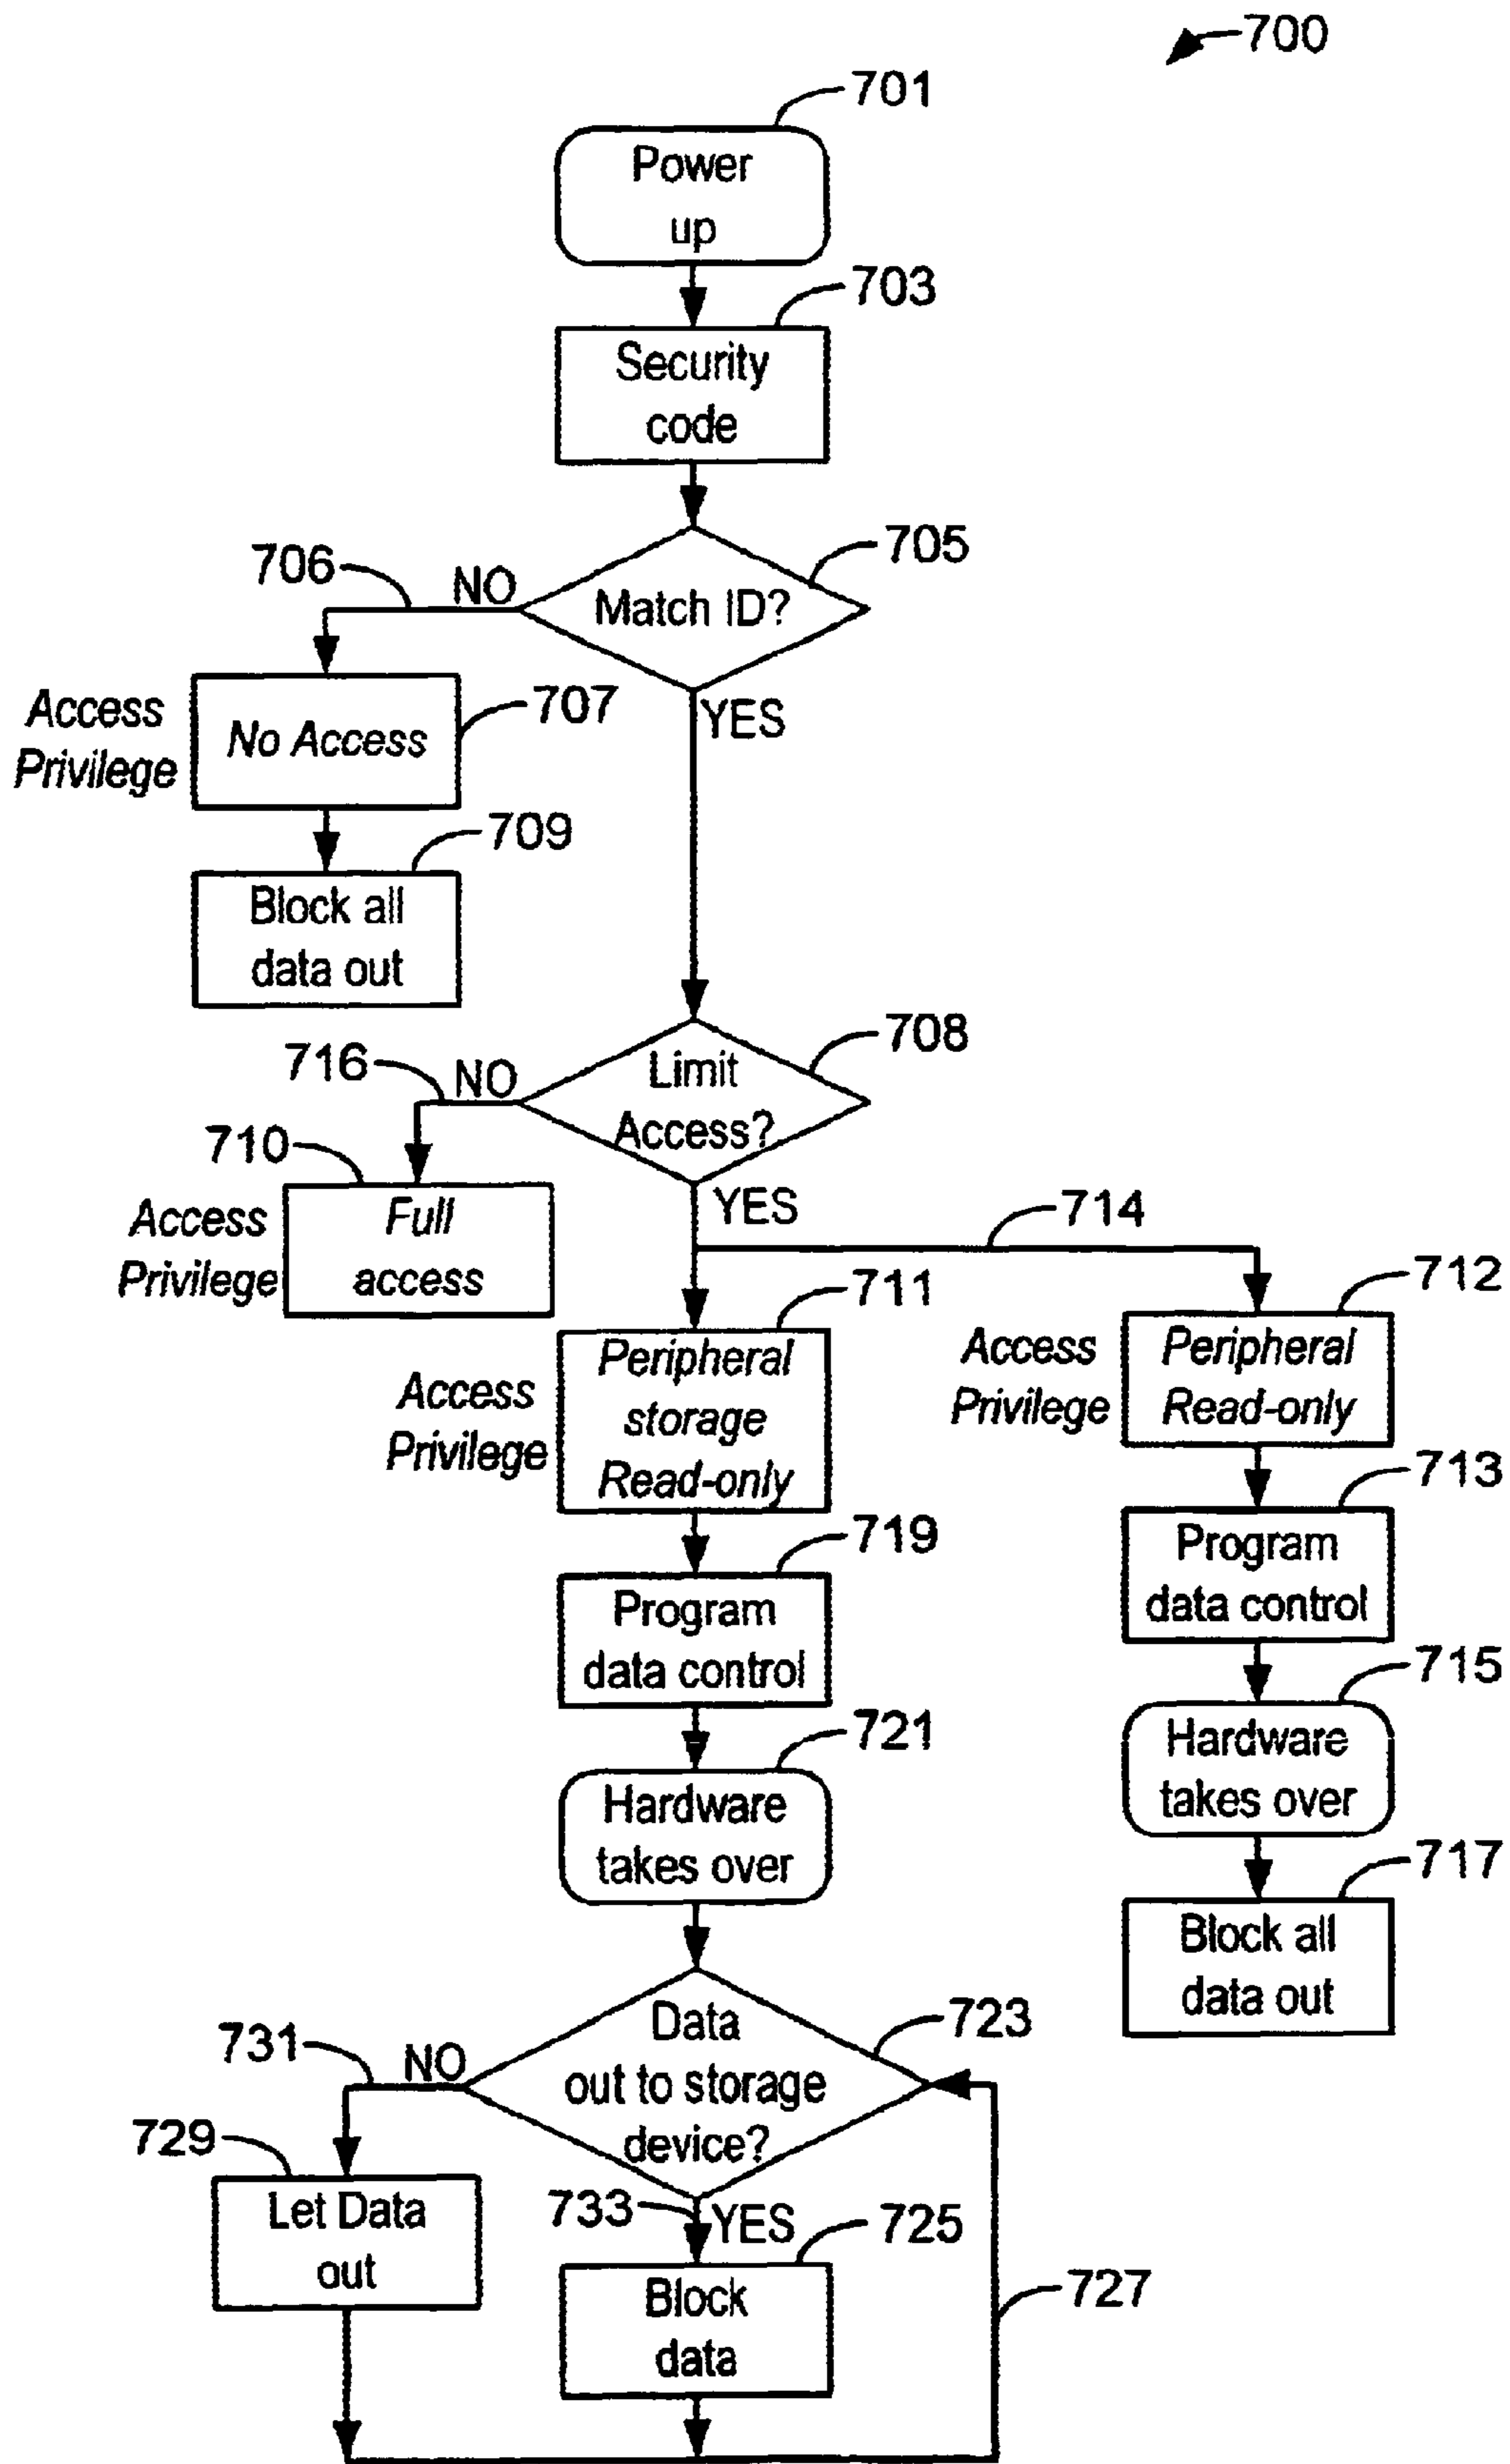 700
701
Power
up
703
Security
code
705
706
NO
Match ID?
YES
Access
Privilege
No Access
707
709
Block all
data out
708
716
NO
Limit
Access?
YES
710
Access
Privilege
Full
access
714
711
Access
Privilege
Peripheral
storage
Read-only
712
Access
Privilege
Peripheral
Read-only
719
Program
data control
713
Program
data control
721
Hardware
takes over
715
Hardware
takes over
717
Block all
data out
723
731
NO
Data
out to storage
device?
729
Let Data
out
733
YES
725
Block
data
727